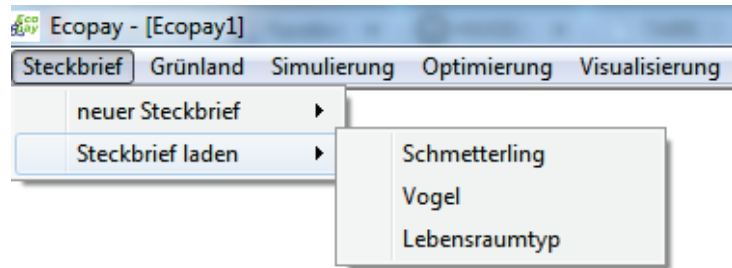 Ecopay - [Ecopay1]
Steckbrief Grünland Simulierung Optimierung Visualisierung
neuer Steckbrief
Steckbrief laden
Schmetterling
Vogel
Lebensraumtyp